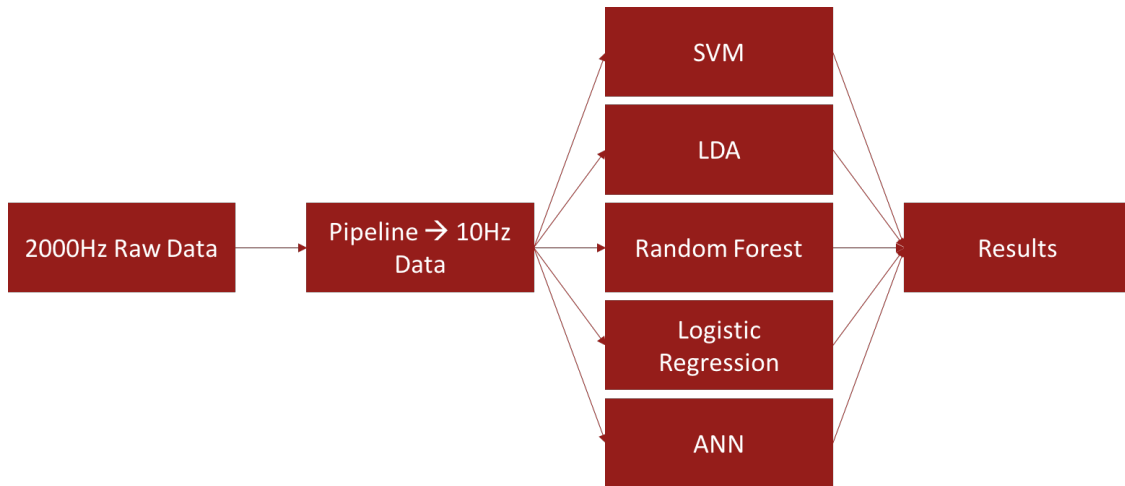 SVM
LDA
2000Hz Raw Data
Pipeline → 10Hz
Data
Random Forest
Results
Logistic
Regression
ANN